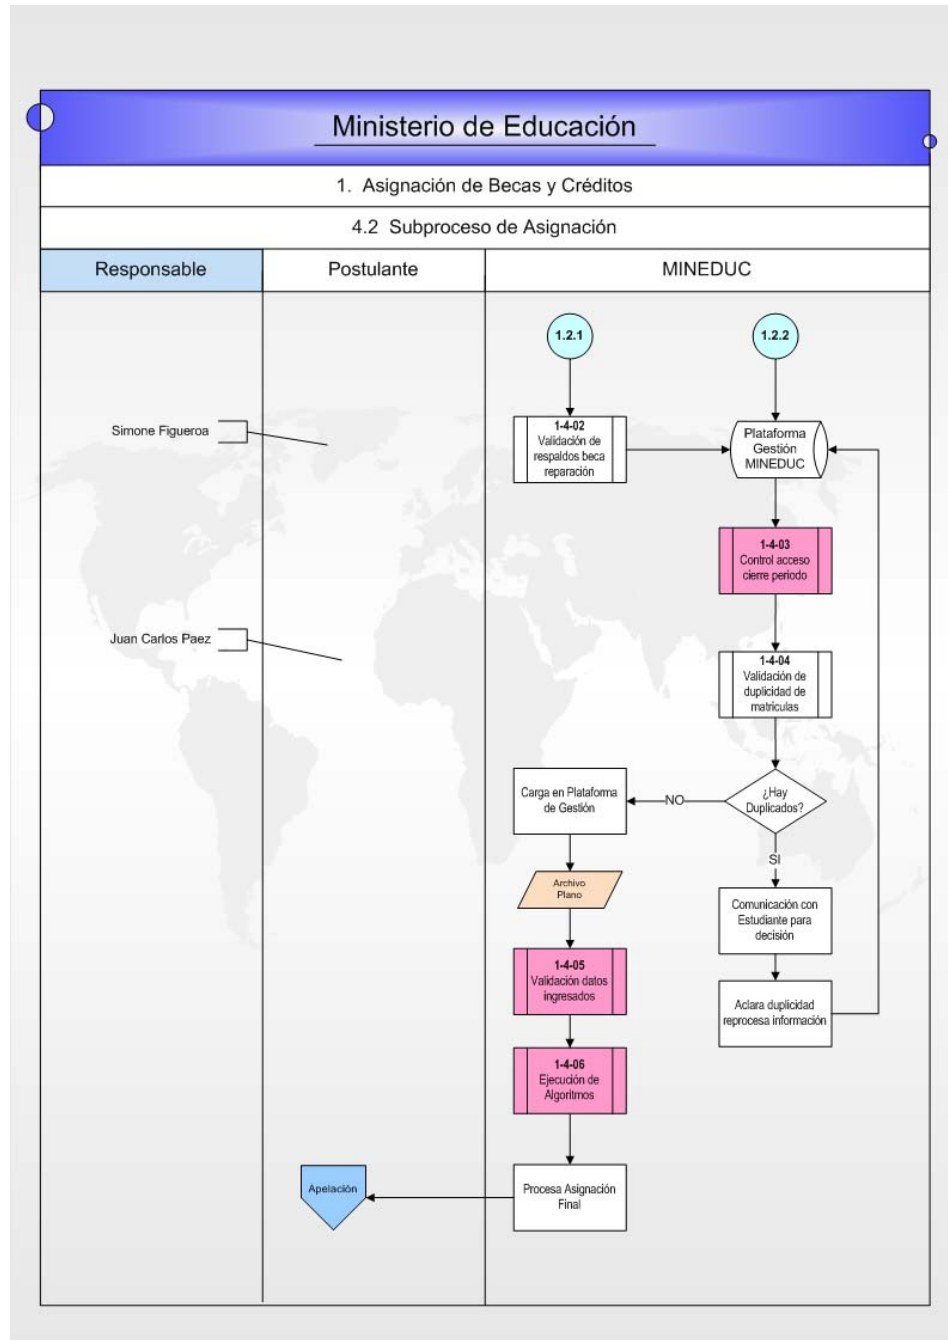 Ministerio de Educación
1. Asignación de Becas y Créditos
4.2 Subproceso de Asignación
Responsable
Postulante
MINEDUC
1.2.1
1.2.2
Simone Figueroa
1-4-02
Validación de
respaldos beca
reparación
Plataforma
Gestión
MINEDUC
1-4-03
Control acceso
cierre periodo
Juan Carlos Paez
1-4-04
Validación de
duplicidad de
matriculas
Carga en Plataforma
de Gestión
NO
¿Hay
Duplicados?
SI
Archivo
Plano
Comunicación con
Estudiante para
decisión
1-4-05
Validación datos
ingresados
Aclara duplicidad
reprocesa información
1-4-06
Ejecución de
Algoritmos
Apelación
Procesa Asignación
Final